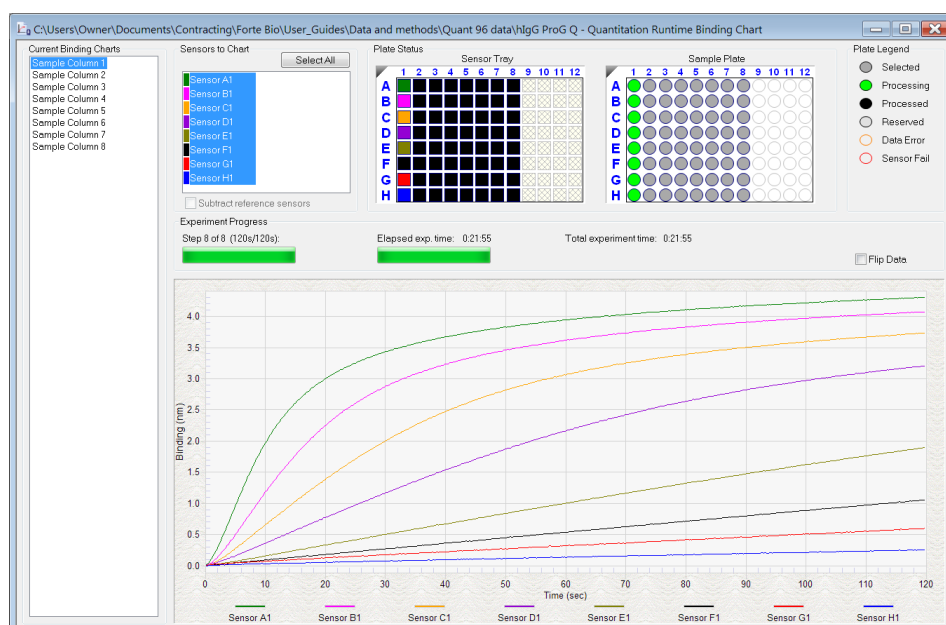 C:\Users\Owner\Documents\Contracting\Forte Bio\User_Guides\Data and methods\Quant 96 data\hIgG ProG Q - Quantitation Runtime Binding Chart
Current Binding Charts
Sample Column 1
Sample Column 2
Sample Column 3
Sample Column 4
Sample Column 5
Sample Column 6
Sample Column 7
Sample Column 8
Sensors to Chart
Select All
Sensor A1
Sensor B1
Sensor C1
Sensor D1
Sensor E1
Sensor F1
Sensor G1
Sensor H1
Subtract reference sensors
Plate Status
Sensor Tray
1 2 3 4 5 6 7 8 9 10 11 12
A
B
C
D
E
F
G
H
Sample Plate
1 2 3 4 5 6 7 8 9 10 11 12
A
B
C
D
E
F
G
H
Plate Legend
Selected
Processing
Processed
Reserved
Data Error
Sensor Fail
Experiment Progress
Step 8 of 8 (120s/120s):
Elapsed exp. time: 0:21:55
Total experiment time: 0:21:55
Flip Data
Binding (nm)
4.0
3.5
3.0
2.5
2.0
1.5
1.0
0.5
0.0
0 10 20 30 40 50 60 70 80 90 100 110 120
Time (sec)
Sensor A1 Sensor B1 Sensor C1 Sensor D1 Sensor E1 Sensor F1 Sensor G1 Sensor H1